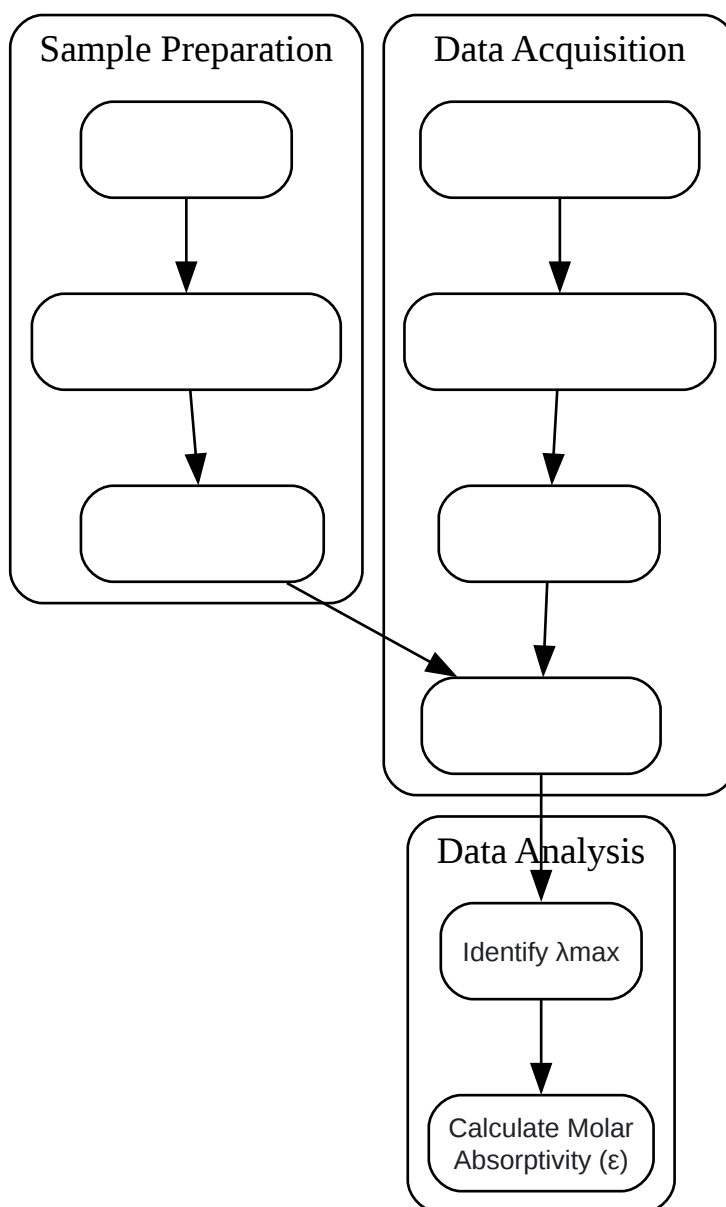 Sample Preparation
Data Acquisition
Data Analysis
Identify λmax
Calculate Molar
Absorptivity (ε)